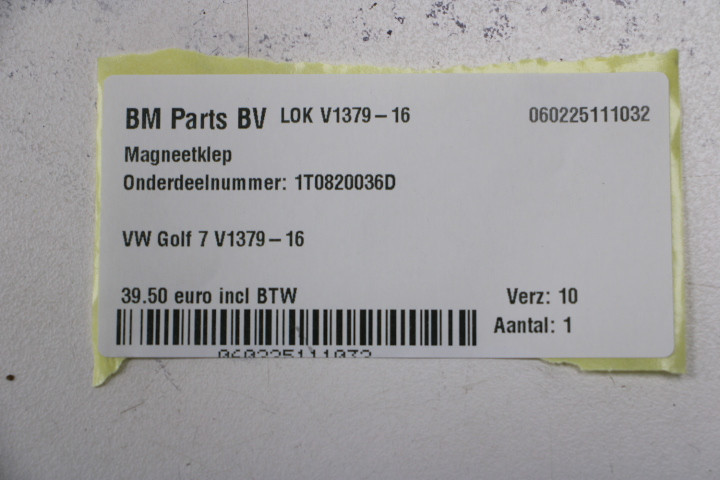 BM Parts BV LOK V1379-16 060225111032
Magneetklep
Onderdeelnummer: 1T0820036D
VW Golf 7 V1379-16
39.50 euro incl BTW Verz: 10
Aantal: 1
060225111032